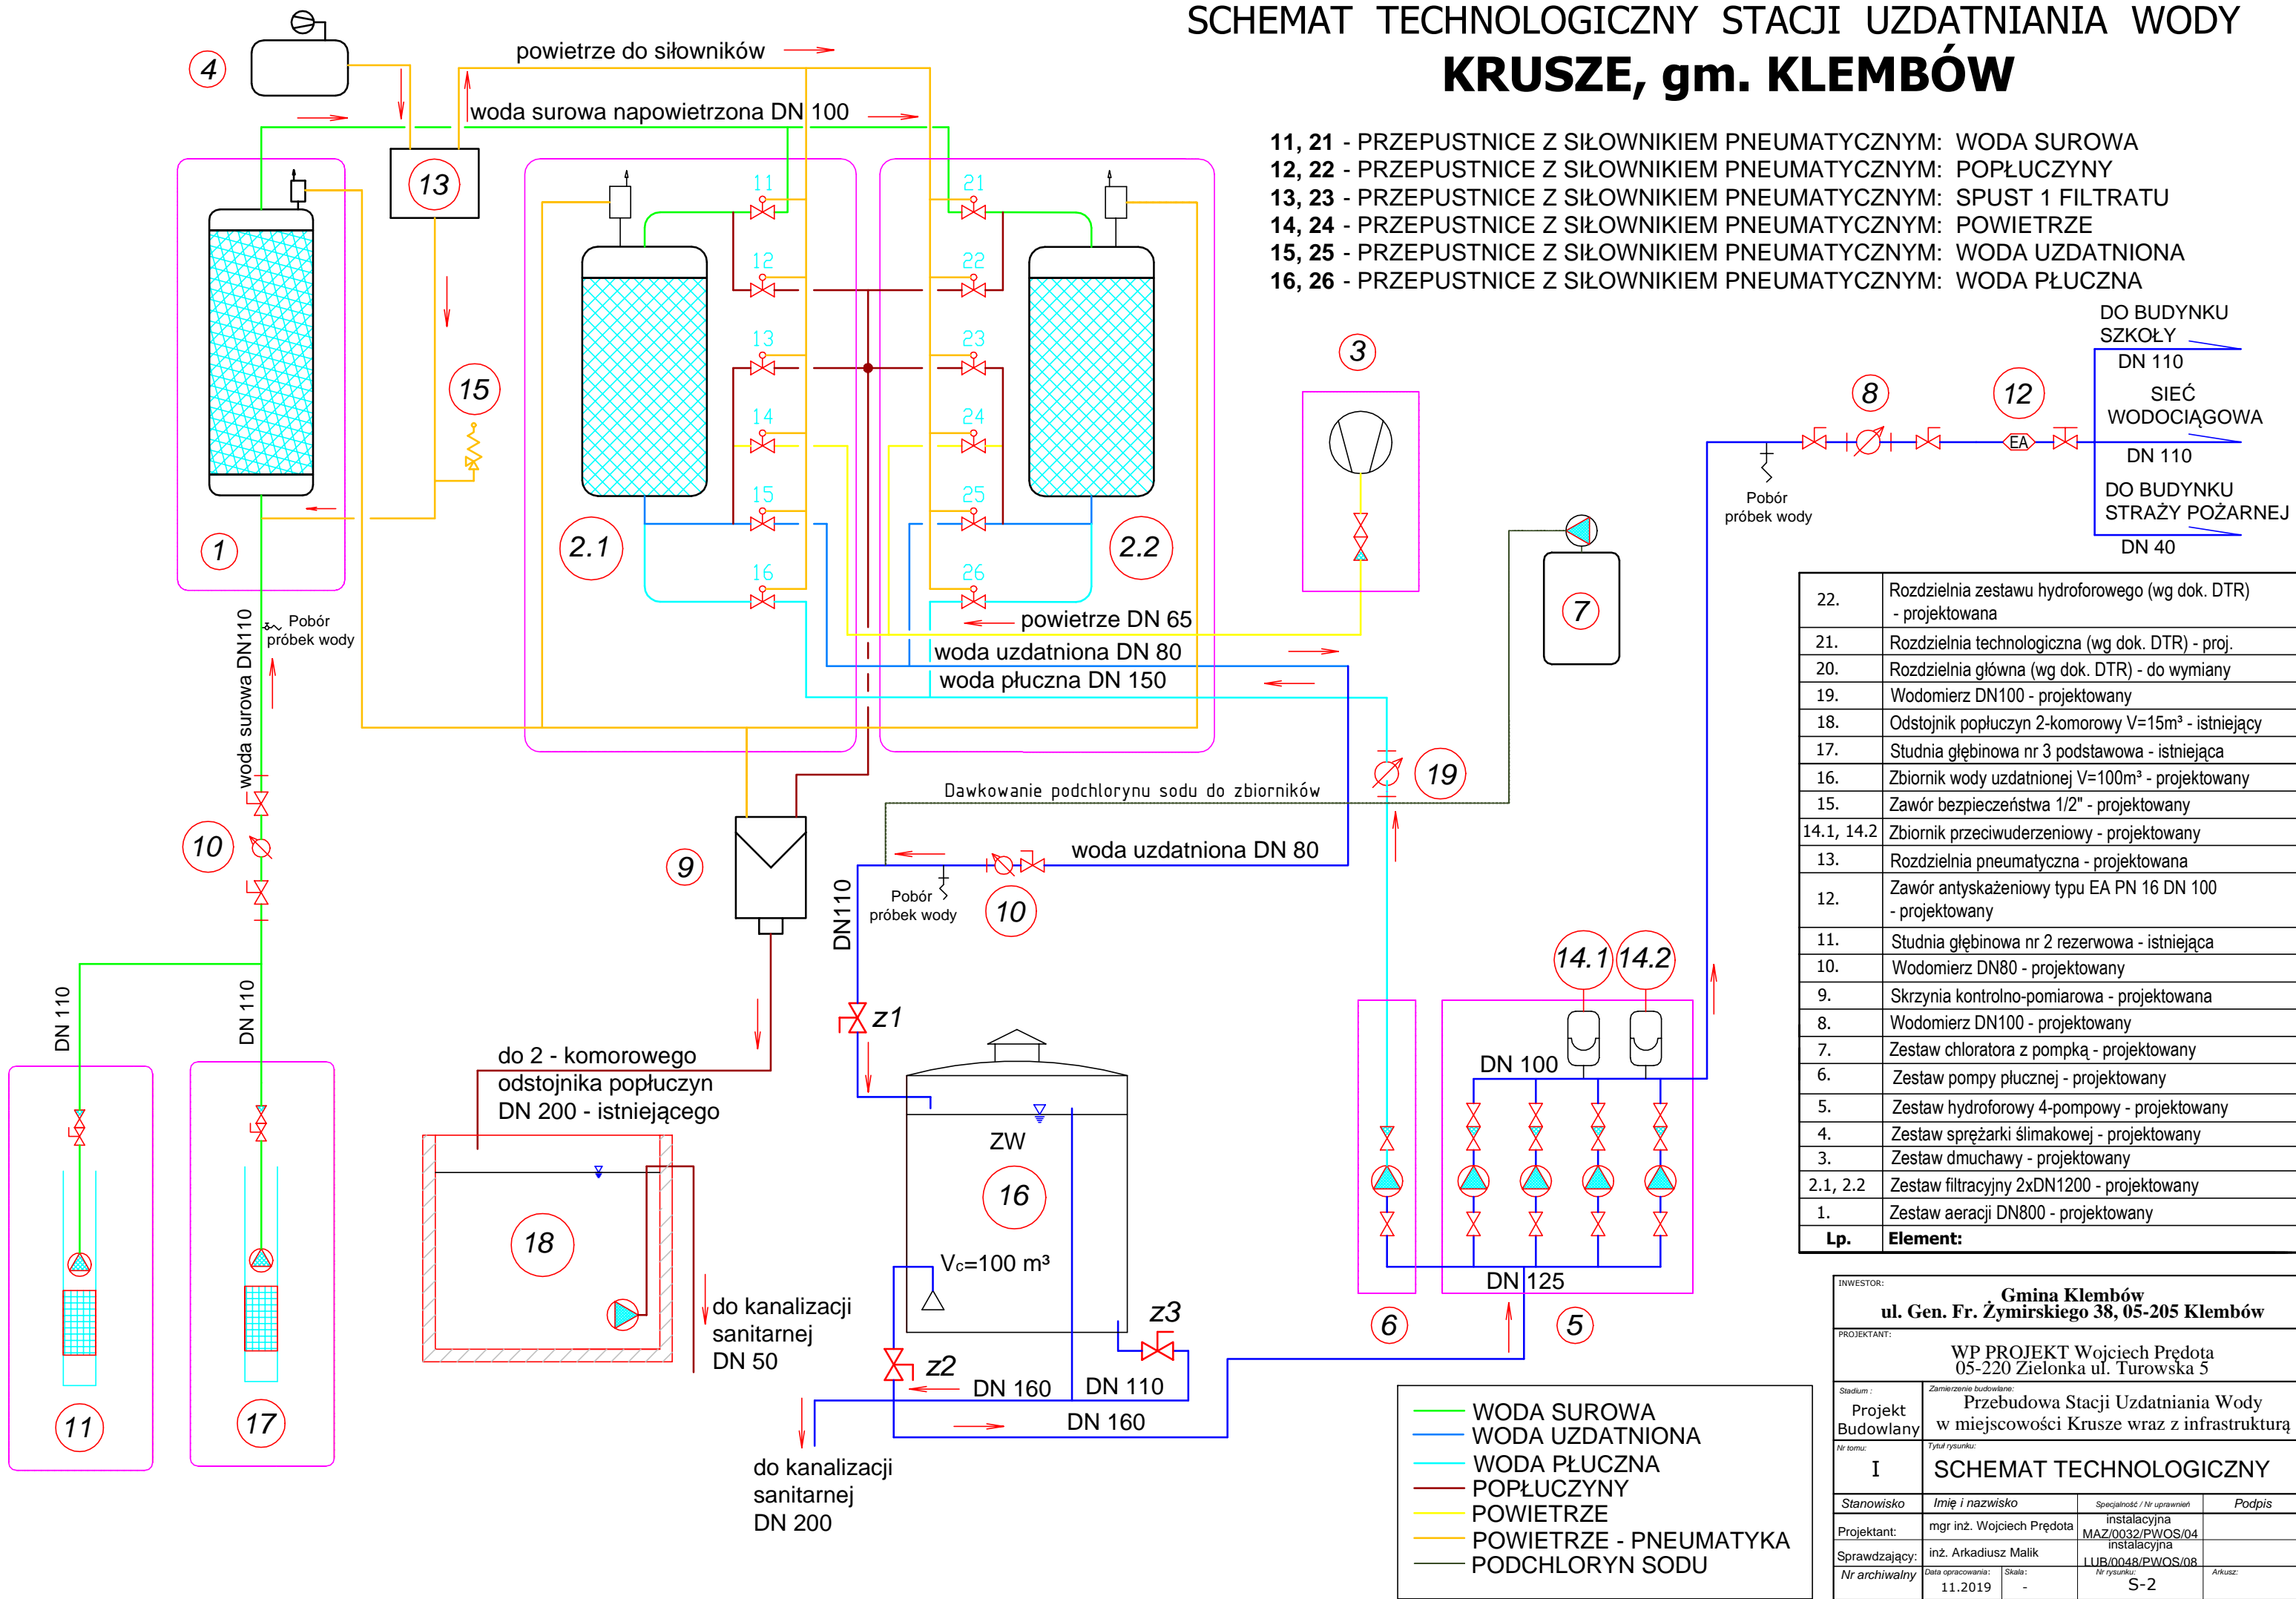 SCHEMAT TECHNOLOGICZNY STACJI UZDATNIANIA WODY
KRUSZE, gm. KLEMBÓW
11, 21 - PRZEPUSTNICE Z SIŁOWNIKIEM PNEUMATYCZNYM: WODA SUROWA
12, 22 - PRZEPUSTNICE Z SIŁOWNIKIEM PNEUMATYCZNYM: POPŁUCZYNY
13, 23 - PRZEPUSTNICE Z SIŁOWNIKIEM PNEUMATYCZNYM: SPUST 1 FILTRATU
14, 24 - PRZEPUSTNICE Z SIŁOWNIKIEM PNEUMATYCZNYM: POWIETRZE
15, 25 - PRZEPUSTNICE Z SIŁOWNIKIEM PNEUMATYCZNYM: WODA UZDATNIONA
16, 26 - PRZEPUSTNICE Z SIŁOWNIKIEM PNEUMATYCZNYM: WODA PŁUCZNA
4
powietrze do siłowników
woda surowa napowietrzona DN 100
13
15
1
11
12
13
14
15
16
21
22
23
24
25
26
2.1
2.2
3
7
8
12
EA
Pobór
próbek wody
DO BUDYNKU
SZKOŁY
DN 110
SIEĆ
WODOCIĄGOWA
DN 110
DO BUDYNKU
STRAŻY POŻARNEJ
DN 40
powietrze DN 65
woda uzdatniona DN 80
woda płuczna DN 150
Pobór
próbek wody
woda surowa DN110
10
DN 110
DN 110
11
17
Dawkowanie podchlorynu sodu do zbiorników
19
9
woda uzdatniona DN 80
Pobór
próbek wody
10
DN110
z1
do 2 - komorowego
odstojnika popłuczyn
DN 200 - istniejącego
18
do kanalizacji
sanitarnej
DN 50
ZW
16
Vc=100 m³
z2
z3
DN 160
DN 110
DN 160
do kanalizacji
sanitarnej
DN 200
14.1
14.2
DN 100
DN 125
6
5
WODA SUROWA
WODA UZDATNIONA
WODA PŁUCZNA
POPŁUCZYNY
POWIETRZE
POWIETRZE - PNEUMATYKA
PODCHLORYN SODU
22. Rozdzielnia zestawu hydroforowego (wg dok. DTR)
- projektowana
21. Rozdzielnia technologiczna (wg dok. DTR) - proj.
20. Rozdzielnia główna (wg dok. DTR) - do wymiany
19. Wodomierz DN100 - projektowany
18. Odstojnik popłuczyn 2-komorowy V=15m³ - istniejący
17. Studnia głębinowa nr 3 podstawowa - istniejąca
16. Zbiornik wody uzdatnionej V=100m³ - projektowany
15. Zawór bezpieczeństwa 1/2" - projektowany
14.1, 14.2 Zbiornik przeciwuderzeniowy - projektowany
13. Rozdzielnia pneumatyczna - projektowana
12. Zawór antyskażeniowy typu EA PN 16 DN 100
- projektowany
11. Studnia głębinowa nr 2 rezerwowa - istniejąca
10. Wodomierz DN80 - projektowany
9. Skrzynia kontrolno-pomiarowa - projektowana
8. Wodomierz DN100 - projektowany
7. Zestaw chloratora z pompką - projektowany
6. Zestaw pompy płucznej - projektowany
5. Zestaw hydroforowy 4-pompowy - projektowany
4. Zestaw sprężarki ślimakowej - projektowany
3. Zestaw dmuchawy - projektowany
2.1, 2.2 Zestaw filtracyjny 2xDN1200 - projektowany
1. Zestaw aeracji DN800 - projektowany
Lp. Element:
INWESTOR:
Gmina Klembów
ul. Gen. Fr. Żymirskiego 38, 05-205 Klembów
PROJEKTANT:
WP PROJEKT Wojciech Prędota
05-220 Zielonka ul. Turowska 5
Stadium :
Projekt
Budowlany
Zamierzenie budowlane:
Przebudowa Stacji Uzdatniania Wody
w miejscowości Krusze wraz z infrastrukturą
Nr tomu:
I
Tytuł rysunku:
SCHEMAT TECHNOLOGICZNY
Stanowisko Imię i nazwisko Specjalność / Nr uprawnień Podpis
Projektant: mgr inż. Wojciech Prędota instalacyjna
MAZ/0032/PWOS/04
Sprawdzający: inż. Arkadiusz Malik instalacyjna
LUB/0048/PWOS/08
Nr archiwalny Data opracowania: Skala: Nr rysunku: Arkusz:
11.2019 - S-2